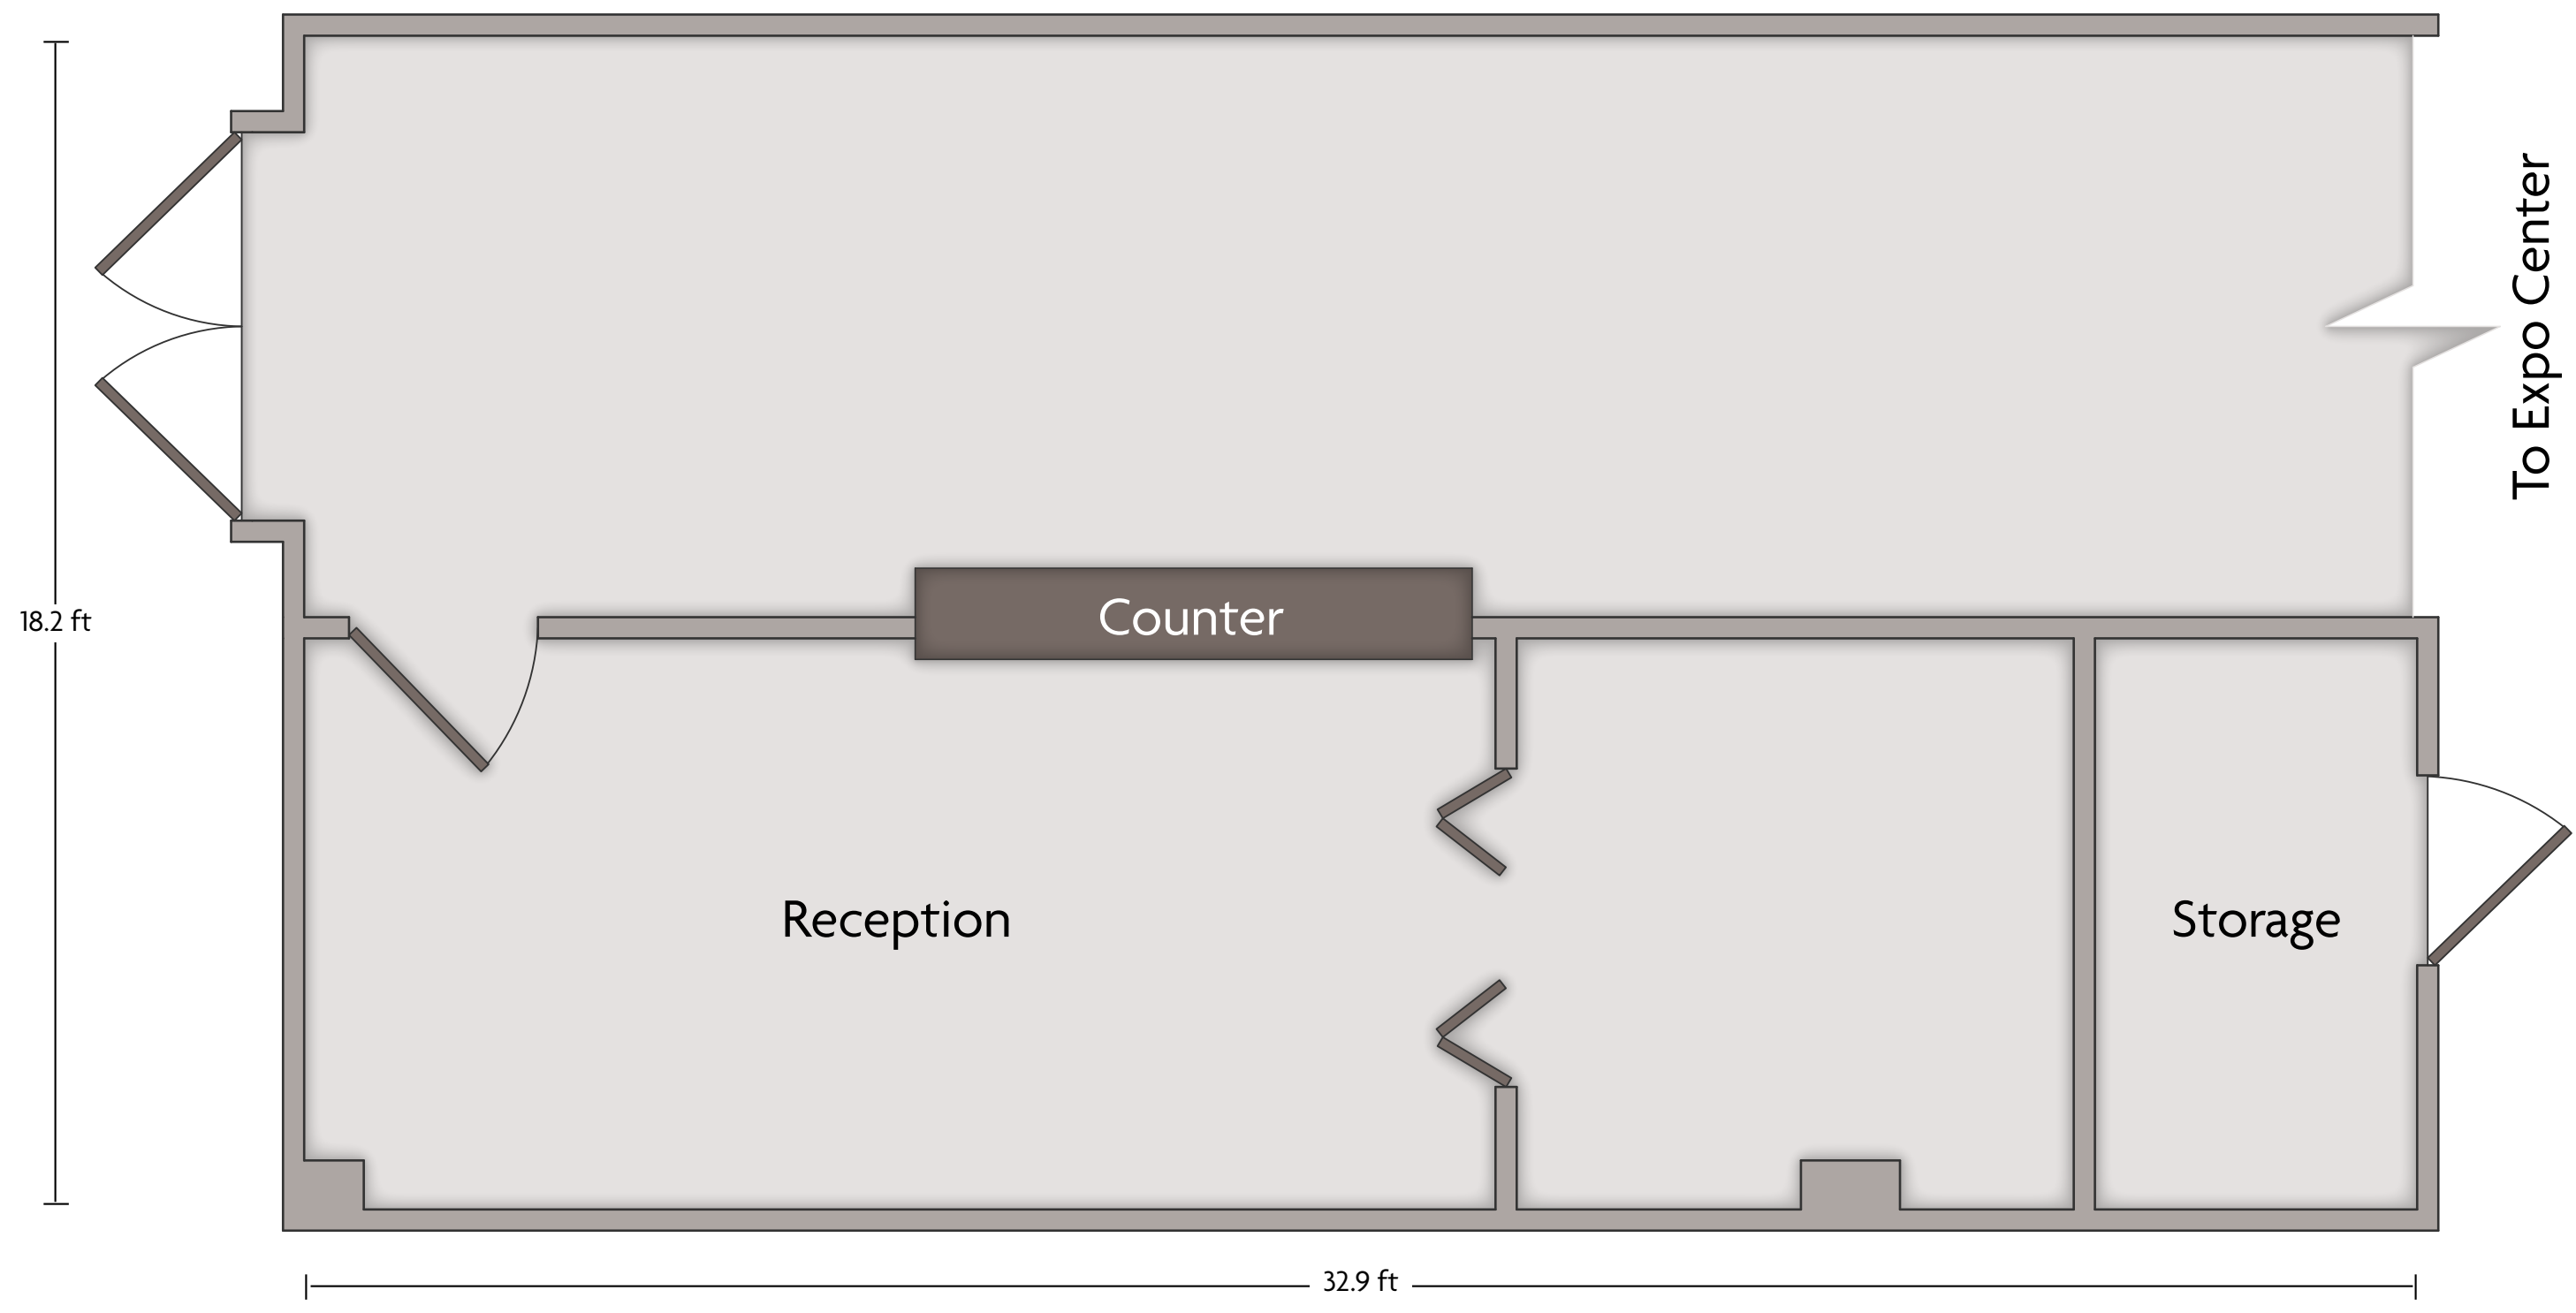 To Expo Center
18.2 ft
Counter
Reception
Storage
32.9 ft